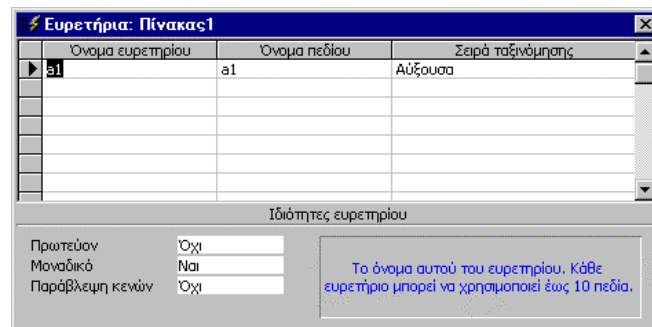 Ευρετήρια: Πίνακας1
Όνομα ευρετηρίου Όνομα πεδίου Σειρά ταξινόμησης
a1 a1 Αύξουσα
Ιδιότητες ευρετηρίου
Πρωτεύον Όχι
Μοναδικό Ναι
Παράβλεψη κενών Όχι
Το όνομα αυτού του ευρετηρίου. Κάθε
ευρετήριο μπορεί να χρησιμοποιεί έως 10 πεδία.